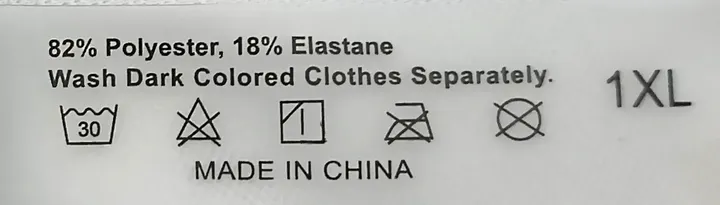 82% Polyester, 18% Elastane
Wash Dark Colored Clothes Separately.
1XL
30
MADE IN CHINA